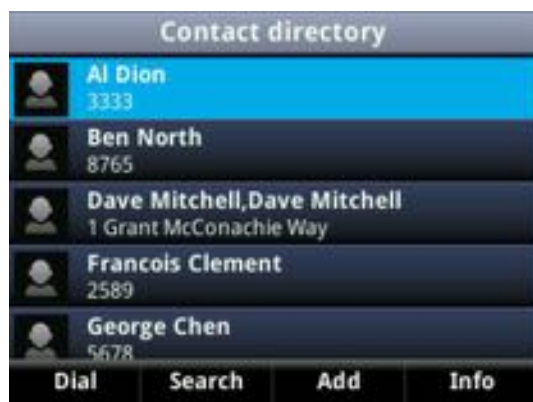 Contact directory
Al Dion
3333
Ben North
8765
Dave Mitchell,Dave Mitchell
1 Grant McConachie Way
Francois Clement
2589
George Chen
5678
Dial Search Add Info